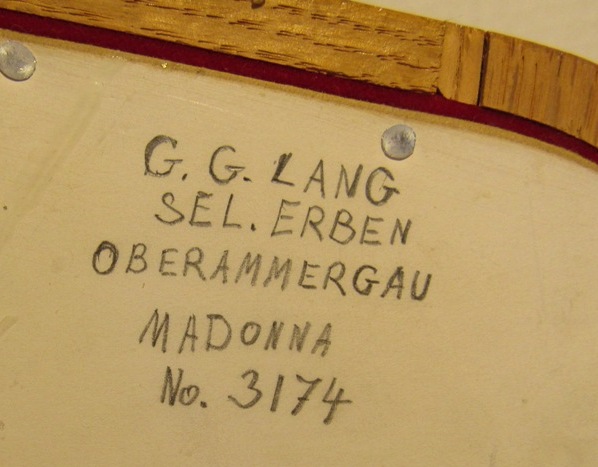 G. G. LANG
SEL. ERBEN
OBERAMMERGAU
MADONNA
No. 3174